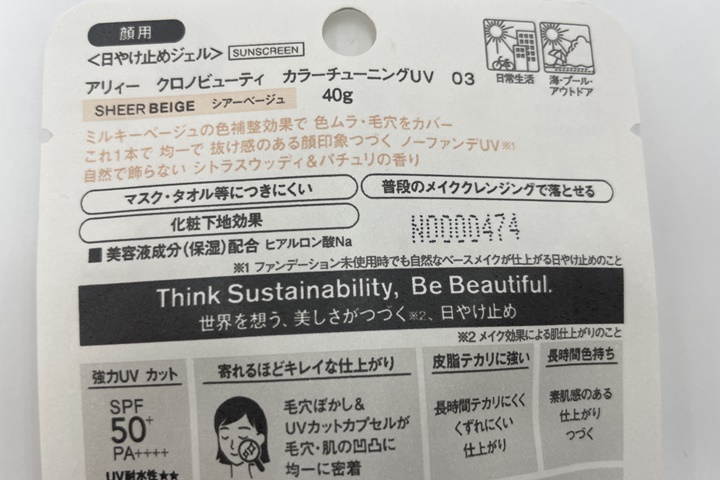 顔用
<日やけ止めジェル> SUNSCREEN
アリィー クロノビューティ カラーチューニングUV 03
SHEER BEIGE シアーベージュ 40g
日常生活
海・プール・
アウトドア
ミルキーベージュの色補整効果で 色ムラ・毛穴をカバー
これ1本で 均一で 抜け感のある顔印象つづく ノーファンデUV※1
自然で飾らない シトラスウッディ&パチュリの香り
マスク・タオル等につきにくい
普段のメイククレンジングで落とせる
化粧下地効果
N0000474
■ 美容液成分(保湿)配合 ヒアルロン酸Na
※1 ファンデーション未使用時でも自然なベースメイクが仕上がる日やけ止めのこと
Think Sustainability, Be Beautiful.
世界を想う、美しさがつづく※2、日やけ止め
※2 メイク効果による肌仕上がりのこと
強力UV カット
SPF
50+
PA++++
UV耐水性★★
寄れるほどキレイな仕上がり
毛穴ぼかし&
UVカットカプセルが
毛穴・肌の凹凸に
均一に密着
皮脂テカリに強い
長時間テカリにくく
くずれにくい
仕上がり
長時間色持ち
素肌感のある
仕上がり
つづく